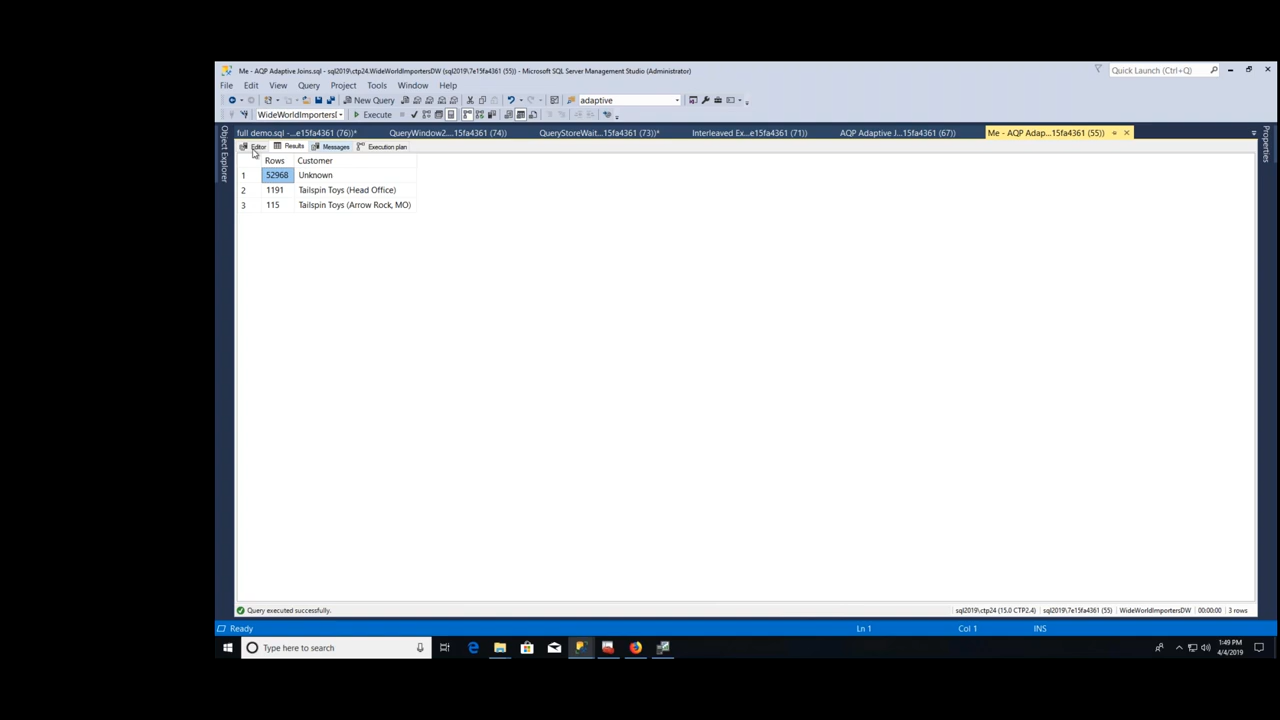 Me - AQP Adaptive Joins.sql - sql2019\ctp24.WideWorldImportersDW (sql2019\7e15fa4361 (55)) - Microsoft SQL Server Management Studio (Administrator)
Quick Launch (Ctrl+Q)
File Edit View Query Project Tools Window Help
New Query adaptive
WideWorldImportersI Execute
full demo.sql -...e15fa4361 (76))* QueryWindow2....15fa4361 (74)) QueryStoreWait...15fa4361 (73))* Interleaved Ex...e15fa4361 (71)) AQP Adaptive J...15fa4361 (67)) Me - AQP Adap...15fa4361 (55))
Object Explorer
Properties
Editor Results Messages Execution plan
Rows Customer
1 52968 Unknown
2 1191 Tailspin Toys (Head Office)
3 115 Tailspin Toys (Arrow Rock, MO)
Query executed successfully. sql2019\ctp24 (15.0 CTP2.4) sql2019\7e15fa4361 (55) WideWorldImportersDW 00:00:00 3 rows
Ready Ln 1 Col 1 INS
Type here to search
1:49 PM
4/4/2019